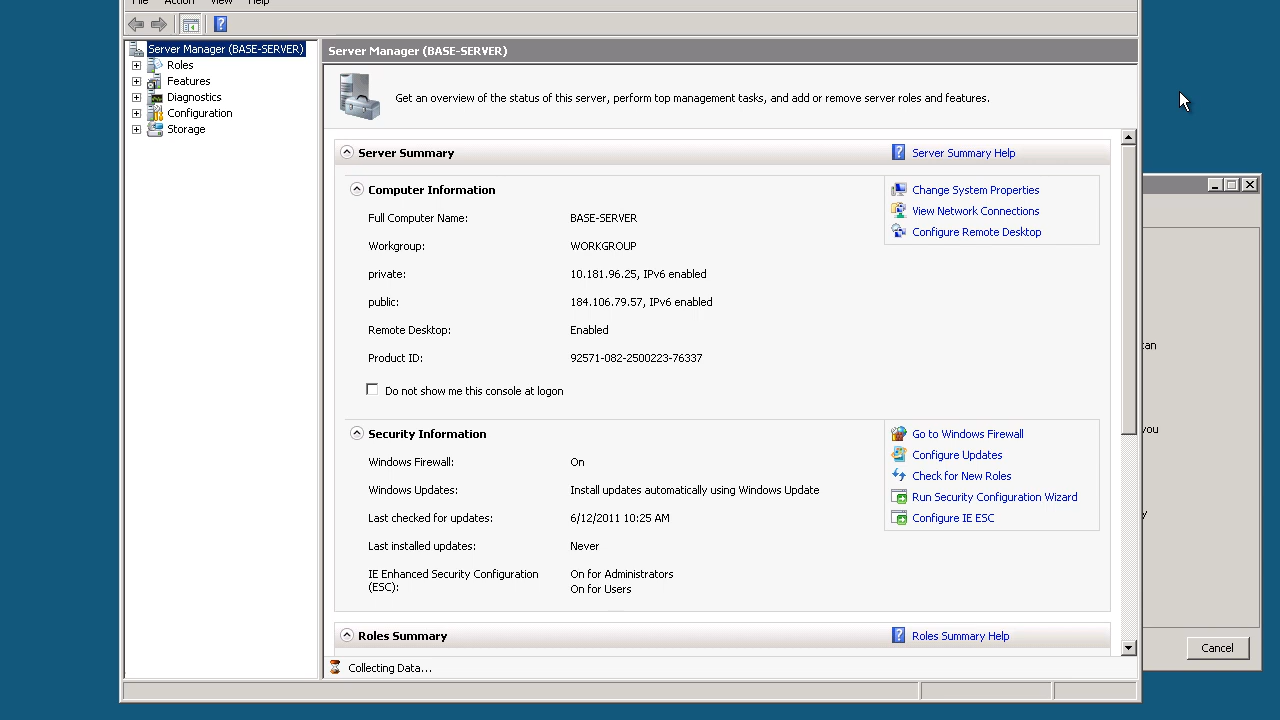 File Action View Help
Server Manager (BASE-SERVER)
Roles
Features
Diagnostics
Configuration
Storage
Server Manager (BASE-SERVER)
Get an overview of the status of this server, perform top management tasks, and add or remove server roles and features.
Server Summary
Server Summary Help
Computer Information
Full Computer Name: BASE-SERVER
Workgroup: WORKGROUP
private: 10.181.96.25, IPv6 enabled
public: 184.106.79.57, IPv6 enabled
Remote Desktop: Enabled
Product ID: 92571-082-2500223-76337
Do not show me this console at logon
Change System Properties
View Network Connections
Configure Remote Desktop
Security Information
Windows Firewall: On
Windows Updates: Install updates automatically using Windows Update
Last checked for updates: 6/12/2011 10:25 AM
Last installed updates: Never
IE Enhanced Security Configuration On for Administrators
(ESC): On for Users
Go to Windows Firewall
Configure Updates
Check for New Roles
Run Security Configuration Wizard
Configure IE ESC
Roles Summary
Roles Summary Help
Collecting Data...
you
Cancel